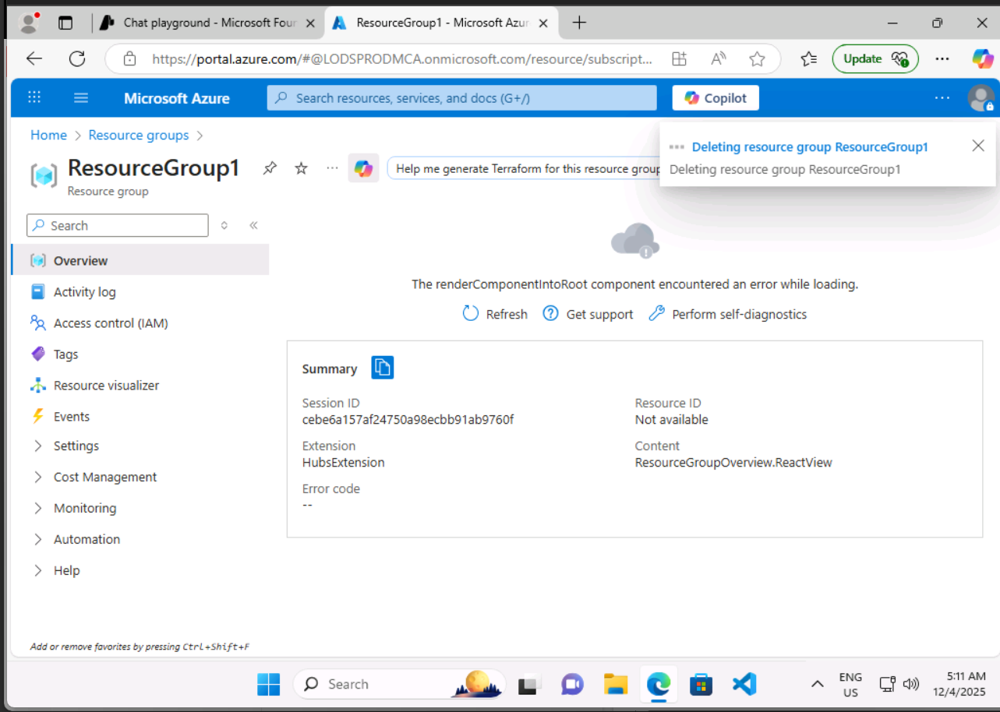 Chat playground - Microsoft Four
ResourceGroup1 - Microsoft Azur
https://portal.azure.com/#@LODSPRODMCA.onmicrosoft.com/resource/subscript...
Update
Microsoft Azure
Search resources, services, and docs (G+/)
Copilot
Home > Resource groups >
Deleting resource group ResourceGroup1
Deleting resource group ResourceGroup1
ResourceGroup1
Resource group
Help me generate Terraform for this resource group
Search
Overview
Activity log
Access control (IAM)
Tags
Resource visualizer
Events
Settings
Cost Management
Monitoring
Automation
Help
Add or remove favorites by pressing Ctrl+Shift+F
The renderComponentIntoRoot component encountered an error while loading.
Refresh
Get support
Perform self-diagnostics
Summary
Session ID
cebe6a157af24750a98ecbb91ab9760f
Resource ID
Not available
Extension
HubsExtension
Content
ResourceGroupOverview.ReactView
Error code
--
Search
ENG
US
5:11 AM
12/4/2025